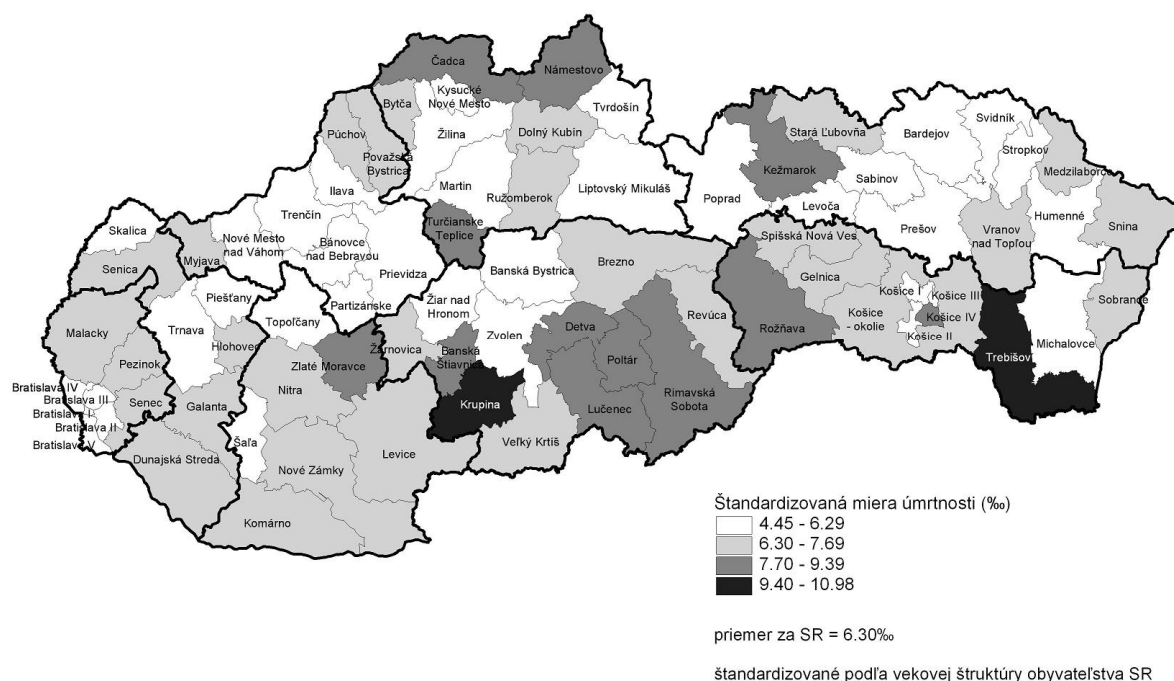 Čadca
Námestovo
Kysucké
Nové Mesto
Bytča
Tvrdošín
Svidník
Púchov
Žilina
Dolný Kubín
Stará Ľubovňa
Bardejov
Stropkov
Považská
Bystrica
Kežmarok
Medzilaborce
Ilava
Martin
Ružomberok
Liptovský Mikuláš
Poprad
Sabinov
Levoča
Humenné
Trenčín
Skalica
Turčianske
Teplice
Prešov
Vranov
nad Topľou
Snina
Nové Mesto
nad Váhom
Bánovce
nad Bebravou
Spišská Nová Ves
Senica
Myjava
Prievidza
Banská Bystrica
Brezno
Gelnica
Piešťany
Partizánske
Žiar nad
Hronom
Košice I
Košice III
Sobrance
Malacky
Trnava
Topoľčany
Revúca
Rožňava
Košice
- okolie
Košice IV
Košice II
Hlohovec
Žarnovica
Banská
Štiavnica
Zvolen
Detva
Trebišov
Michalovce
Pezinok
Zlaté Moravce
Poltár
Bratislava IV
Bratislava III
Bratislava I
Bratislava II
Bratislava V
Senec
Galanta
Nitra
Krupina
Lučenec
Rimavská
Sobota
Šaľa
Veľký Krtíš
Dunajská Streda
Nové Zámky
Levice
Komárno
Štandardizovaná miera úmrtnosti (‰)
4.45 - 6.29
6.30 - 7.69
7.70 - 9.39
9.40 - 10.98
priemer za SR = 6.30‰
štandardizované podľa vekovej štruktúry obyvateľstva SR